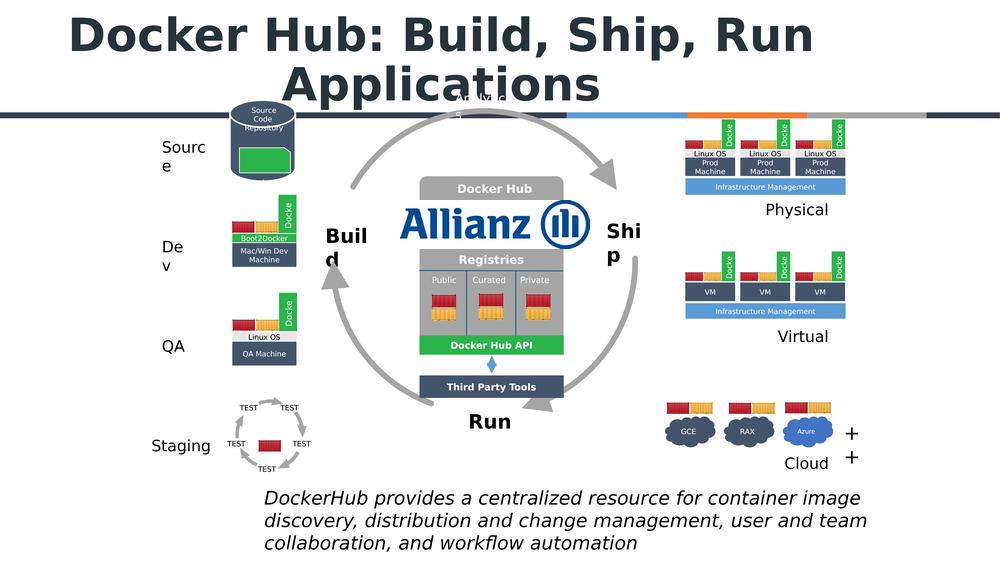 Docker Hub: Build, Ship, Run
Applications
Analytic
s
Source
Code
Repository
Sourc
e
Docke
Boot2Docker
Mac/Win Dev
Machine
De
v
Docke
Linux OS
QA Machine
QA
TEST
TEST
TEST
TEST
TEST
Staging
Buil
d
Docker Hub
Allianz
Registries
Public
Curated
Private
Docker Hub API
Third Party Tools
Shi
p
Run
Docke
Docke
Docke
Linux OS
Linux OS
Linux OS
Prod
Machine
Prod
Machine
Prod
Machine
Infrastructure Management
Physical
Docke
Docke
Docke
VM
VM
VM
Infrastructure Management
Virtual
GCE
RAX
Azure
+
+
Cloud
DockerHub provides a centralized resource for container image
discovery, distribution and change management, user and team
collaboration, and workflow automation